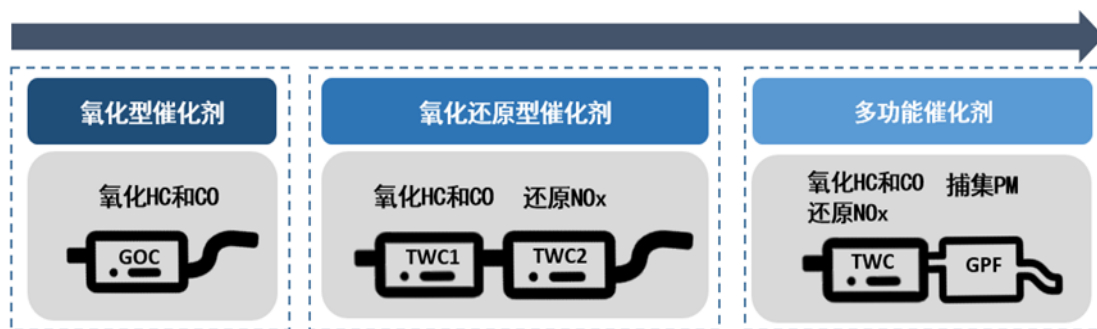 氧化型催化剂
氧化HC和CO
GOC
氧化还原型催化剂
氧化HC和CO 还原NOx
TWC1 TWC2
多功能催化剂
氧化HC和CO 捕集PM
还原NOx
TWC GPF